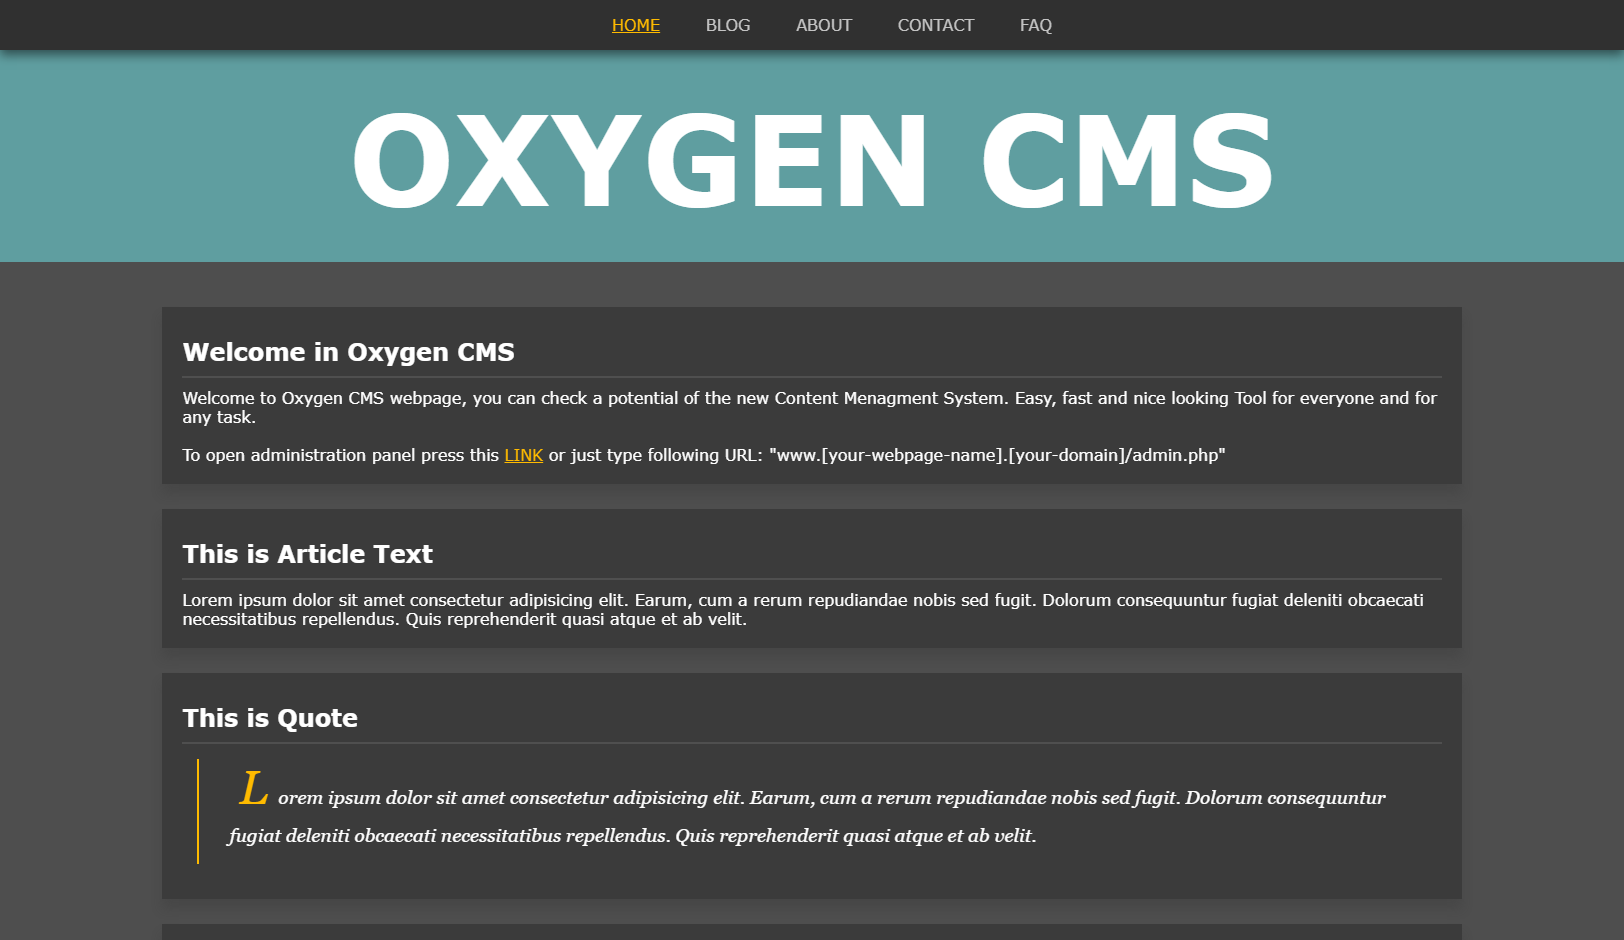 HOME BLOG ABOUT CONTACT FAQ
OXYGEN CMS
Welcome in Oxygen CMS
Welcome to Oxygen CMS webpage, you can check a potential of the new Content Menagment System. Easy, fast and nice looking Tool for everyone and for
any task.
To open administration panel press this LINK or just type following URL: "www.[your-webpage-name].[your-domain]/admin.php"
This is Article Text
Lorem ipsum dolor sit amet consectetur adipisicing elit. Earum, cum a rerum repudiandae nobis sed fugit. Dolorum consequuntur fugiat deleniti obcaecati
necessitatibus repellendus. Quis reprehenderit quasi atque et ab velit.
This is Quote
Lorem ipsum dolor sit amet consectetur adipisicing elit. Earum, cum a rerum repudiandae nobis sed fugit. Dolorum consequuntur
fugiat deleniti obcaecati necessitatibus repellendus. Quis reprehenderit quasi atque et ab velit.